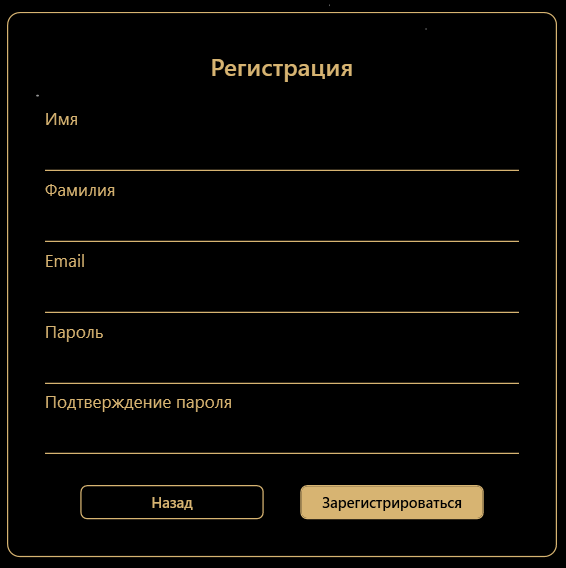 Регистрация
Имя
Фамилия
Email
Пароль
Подтверждение пароля
Назад
Зарегистрироваться